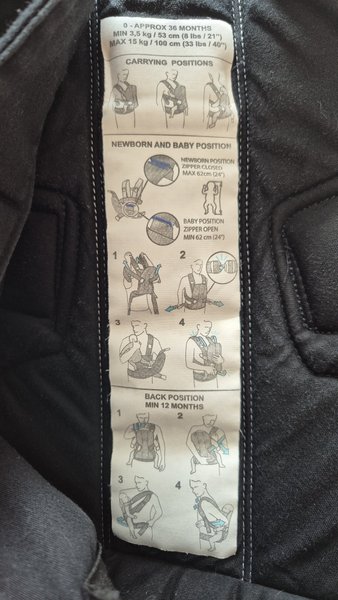 0 - APPROX 36 MONTHS
MIN 3,5 kg / 53 cm (8 lbs / 21")
MAX 15 kg / 100 cm (33 lbs / 40")
CARRYING POSITIONS
NEWBORN AND BABY POSITION
NEWBORN POSITION
ZIPPER CLOSED
MAX 62cm (24")
BABY POSITION
ZIPPER OPEN
MIN 62 cm (24")
1 2
3 4
BACK POSITION
MIN 12 MONTHS
1 2
3 4